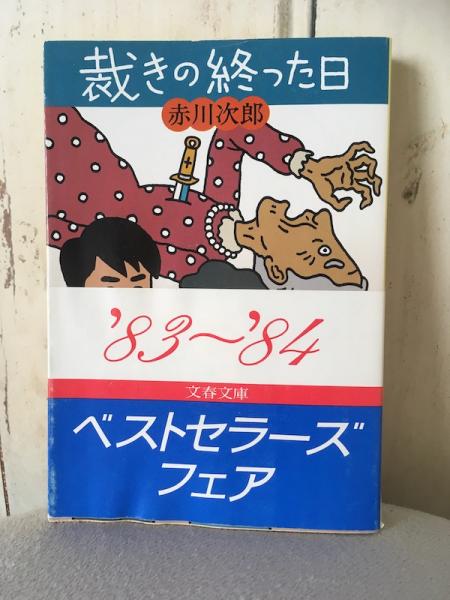 裁きの終った日
赤川次郎
'83〜'84
文春文庫
ベストセラーズ
フェア